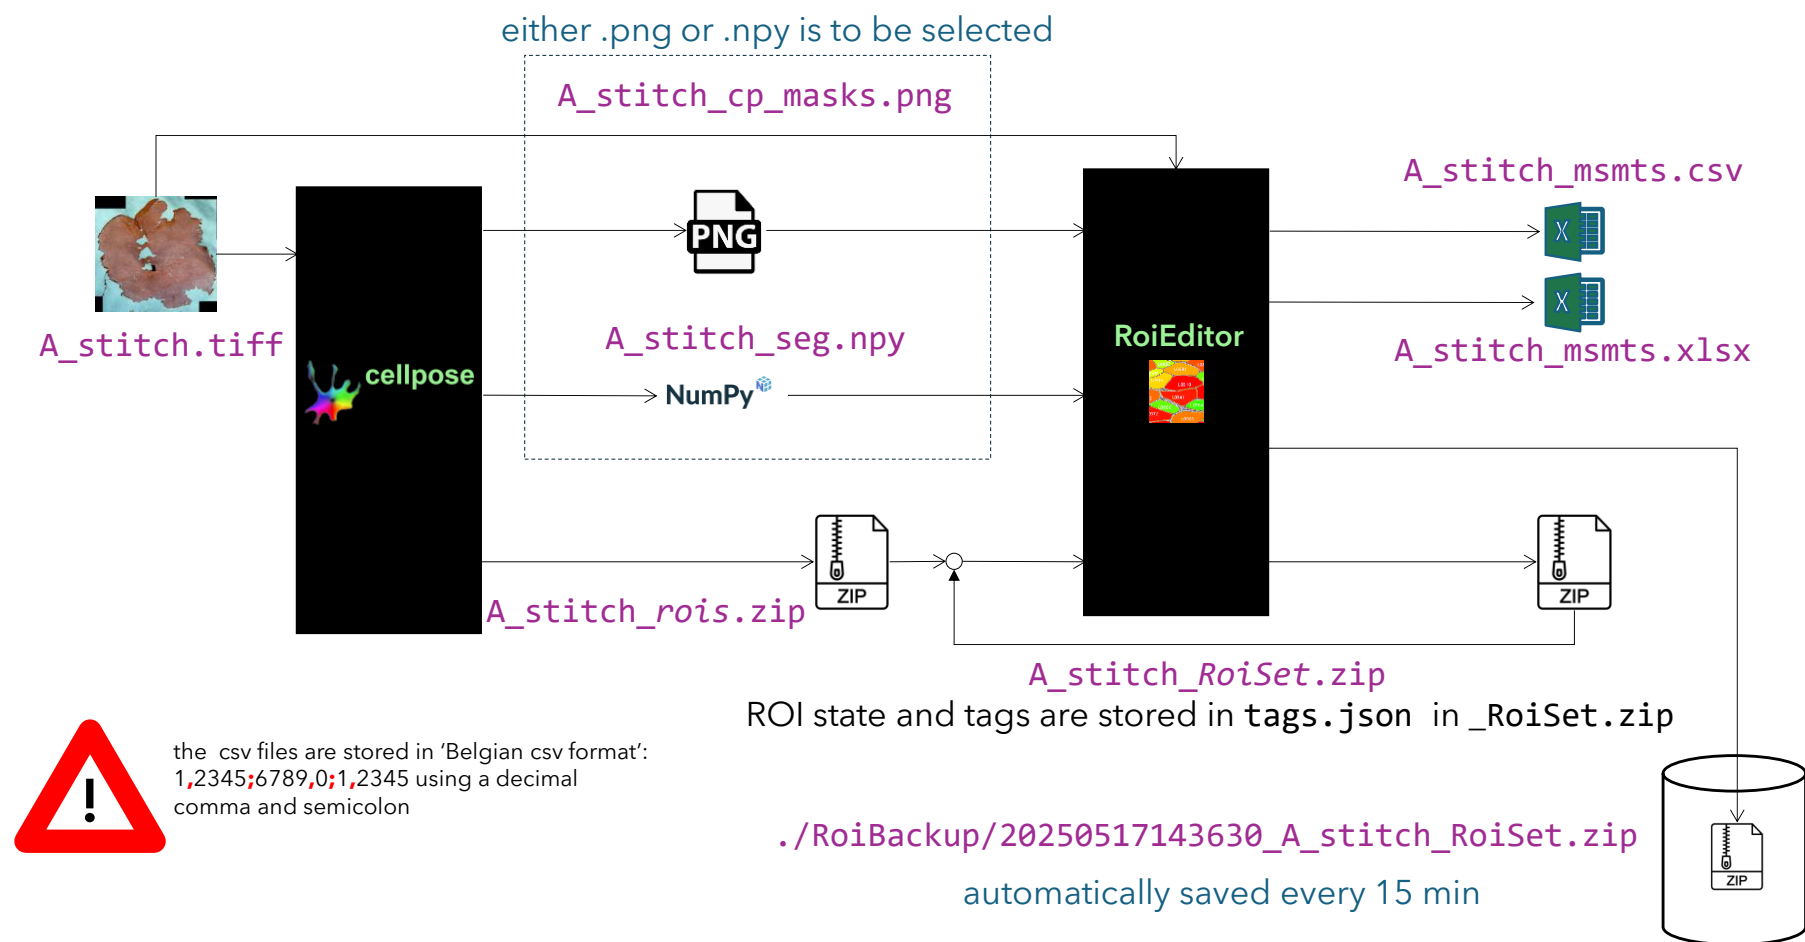 either .png or .npy is to be selected
A_stitch_cp_masks.png
A_stitch_msmts.csv
PNG
X
X
A_stitch.tiff
A_stitch_seg.npy
RoiEditor
A_stitch_msmts.xlsx
cellpose
NumPy
ZIP
ZIP
A_stitch_rois.zip
A_stitch_RoiSet.zip
ROI state and tags are stored in tags.json in _RoiSet.zip
!
the csv files are stored in ‘Belgian csv format’:
1,2345;6789,0;1,2345 using a decimal
comma and semicolon
./RoiBackup/20250517143630_A_stitch_RoiSet.zip
ZIP
automatically saved every 15 min